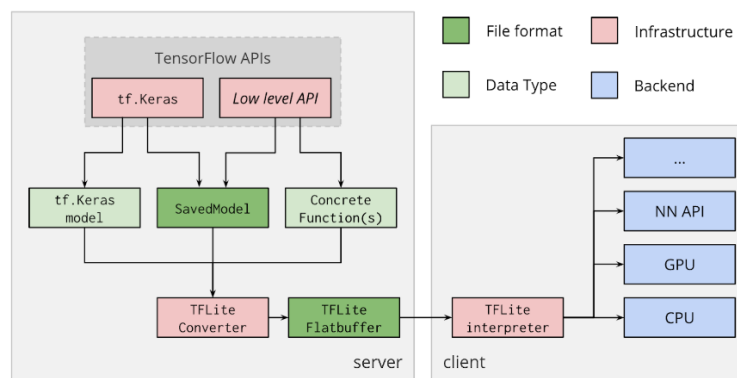 TensorFlow APIs
tf.Keras
Low level API
tf.Keras
model
SavedModel
Concrete
Function(s)
TFLite
Converter
TFLite
Flatbuffer
server
File format
Infrastructure
Data Type
Backend
...
NN API
GPU
CPU
TFLite
interpreter
client